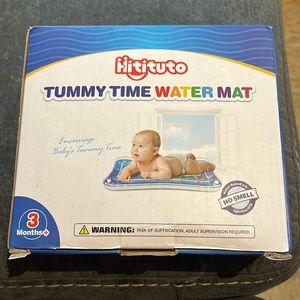 Hitituto
TUMMY TIME WATER MAT
Encourage
Baby's Tummy Time
NO SMELL
3
Months+
WARNING: RISK OF SUFFOCATION. ADULT SUPERVISION REQUIRED